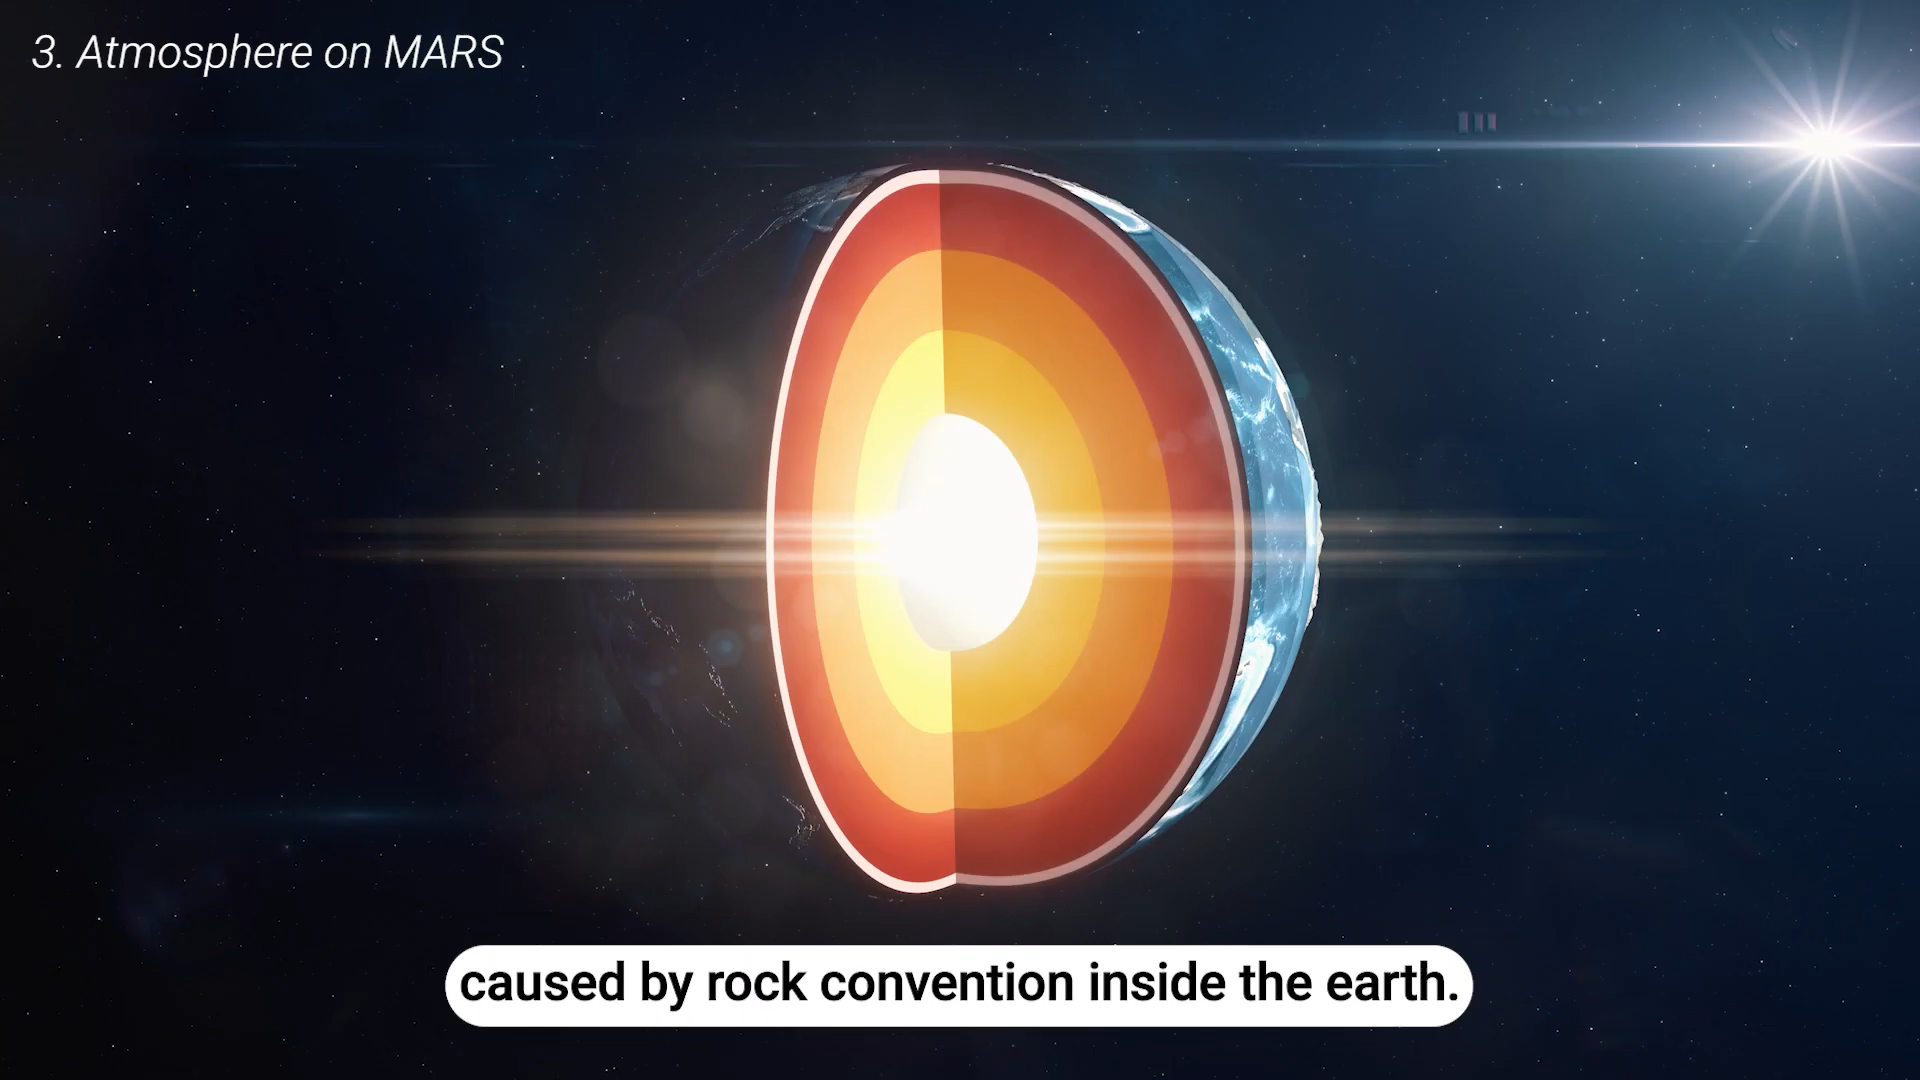 3. Atmosphere on MARS
caused by rock convention inside the earth.